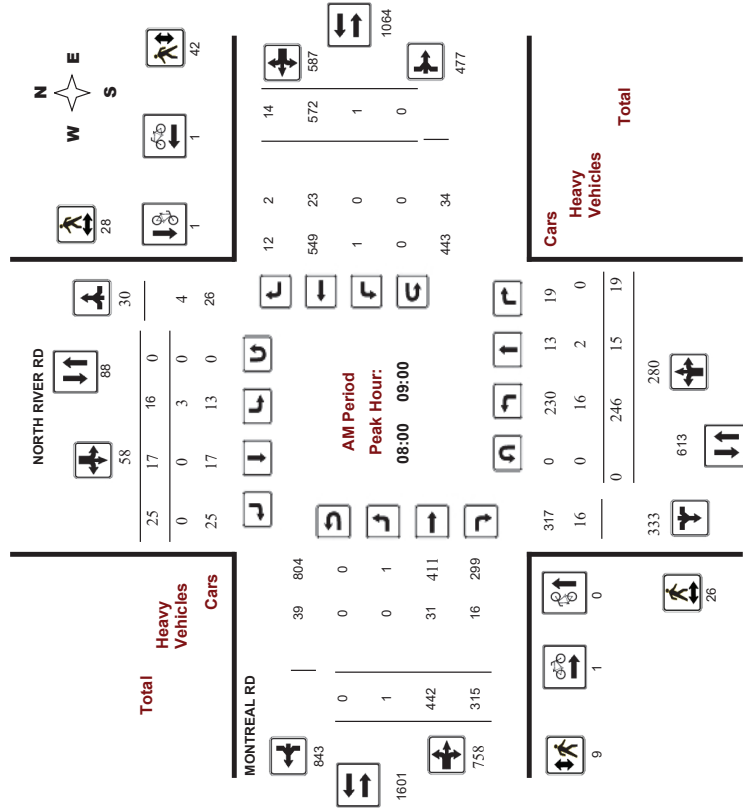 N
W E
S
28
42
1
1
NORTH RIVER RD
58
88
30
25 17 16 0
0 0 3 0 4
25 17 13 0 26
Total
Heavy
Vehicles
Cars
587
1064
477
12 2 14
549 23 572
1 0 1
0 0 0
443 34
AM Period
Peak Hour:
08:00 09:00
MONTREAL RD
843
1601
758
39 804
0 0 0
1 0 1
442 31 411
315 16 299
Cars
Heavy
Vehicles
Total
317 0 230 13 19
16 0 16 2 0
0 246 15 19
333
613
280
9
1
0
26